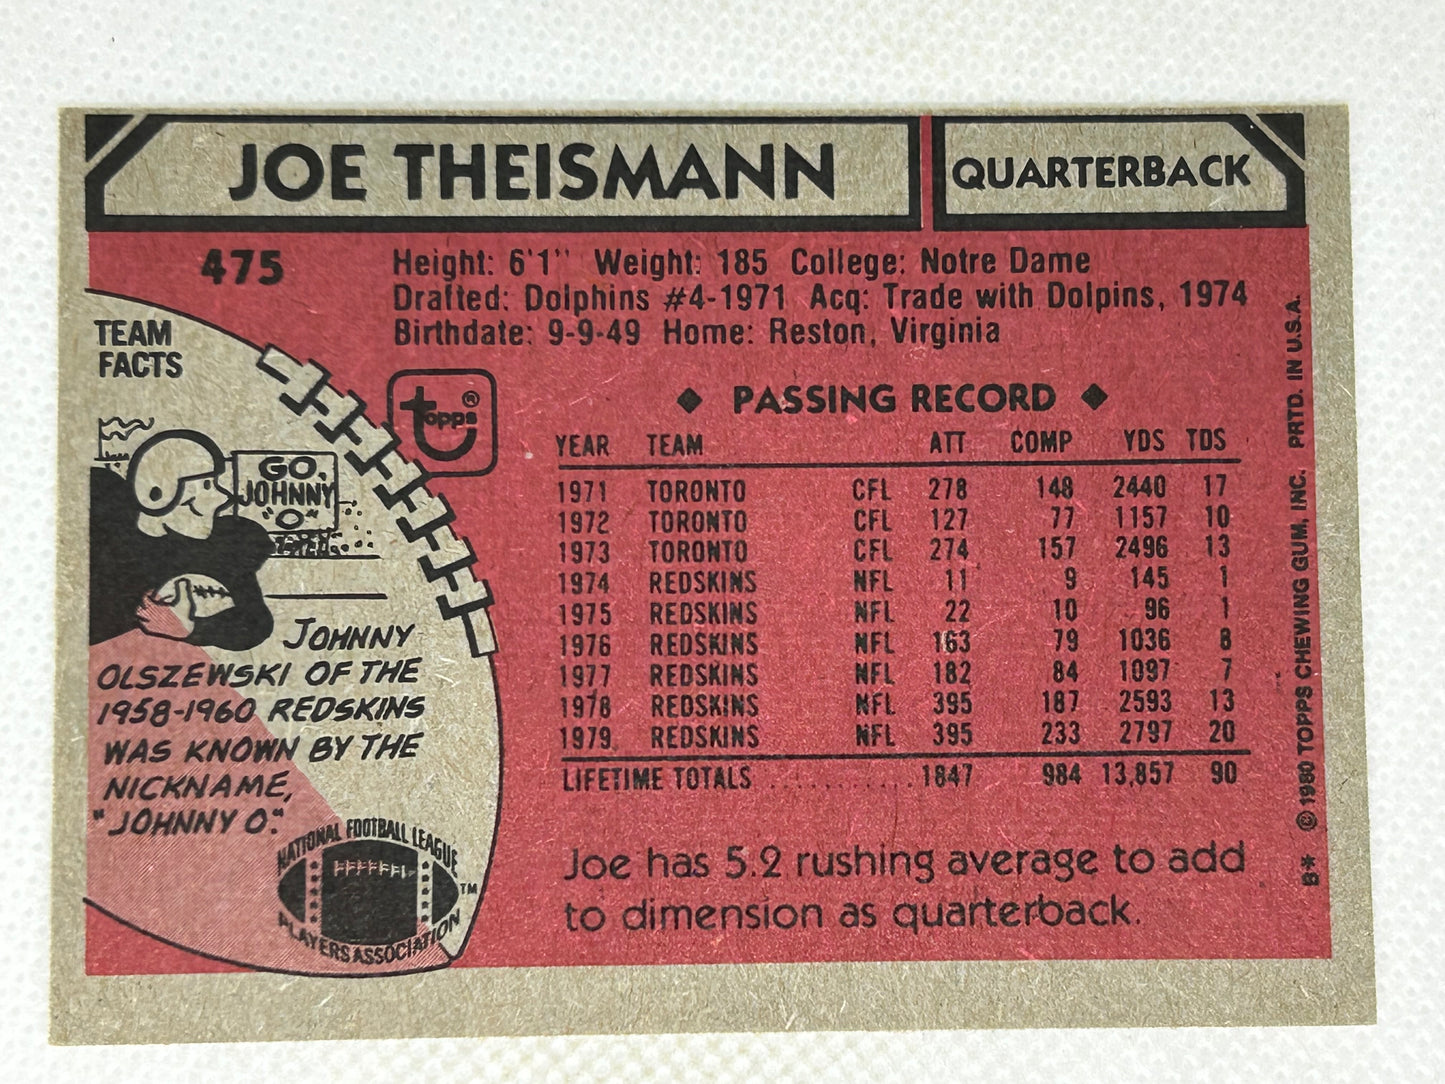 JOE THEISMANN
QUARTERBACK
475
Height: 6'1" Weight: 185 College: Notre Dame
Drafted: Dolphins #4-1971 Acq: Trade with Dolpins, 1974
Birthdate: 9-9-49 Home: Reston, Virginia
TEAM
FACTS
GO,
JOHNNY
"O"
topps®
◆ PASSING RECORD ◆
YEAR TEAM ATT COMP YDS TDS
1971 TORONTO CFL 278 148 2440 17
1972 TORONTO CFL 127 77 1157 10
1973 TORONTO CFL 274 157 2496 13
1974 REDSKINS NFL 11 9 145 1
1975 REDSKINS NFL 22 10 96 1
1976 REDSKINS NFL 163 79 1036 8
1977 REDSKINS NFL 182 84 1097 7
1978 REDSKINS NFL 395 187 2593 13
1979 REDSKINS NFL 395 233 2797 20
LIFETIME TOTALS ........... 1847 984 13,857 90
JOHNNY
OLSZEWSKI OF THE
1958-1960 REDSKINS
WAS KNOWN BY THE
NICKNAME,
"JOHNNY O."
NATIONAL FOOTBALL LEAGUE
PLAYERS ASSOCIATION
TM
Joe has 5.2 rushing average to add
to dimension as quarterback.
B* © 1980 TOPPS CHEWING GUM, INC. PRTD. IN U.S.A.